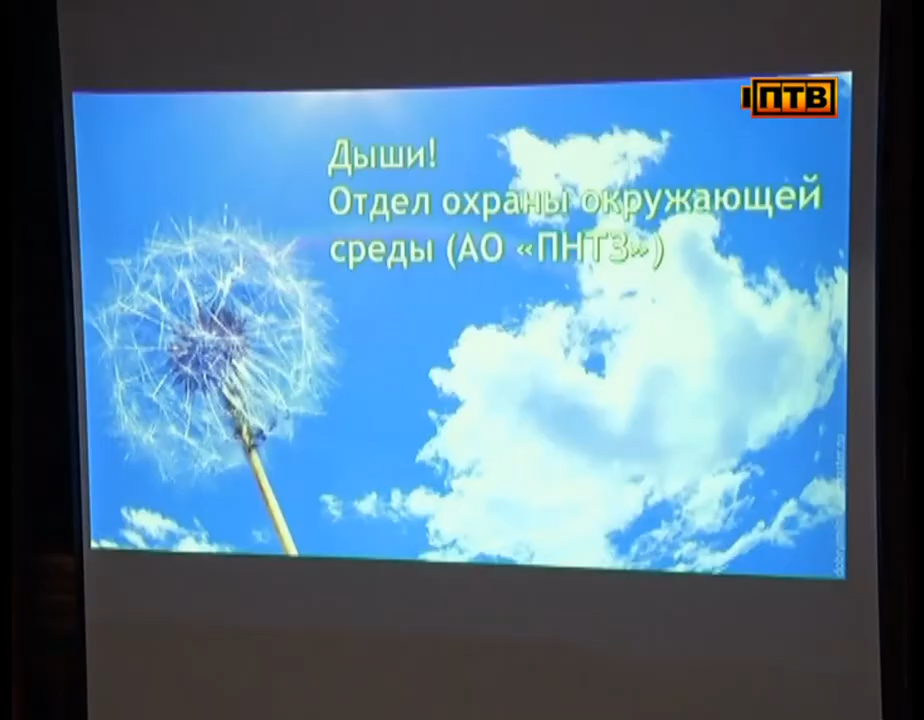 ПТВ
Дыши!
Отдел охраны окружающей
среды (АО «ПНТЗ»)